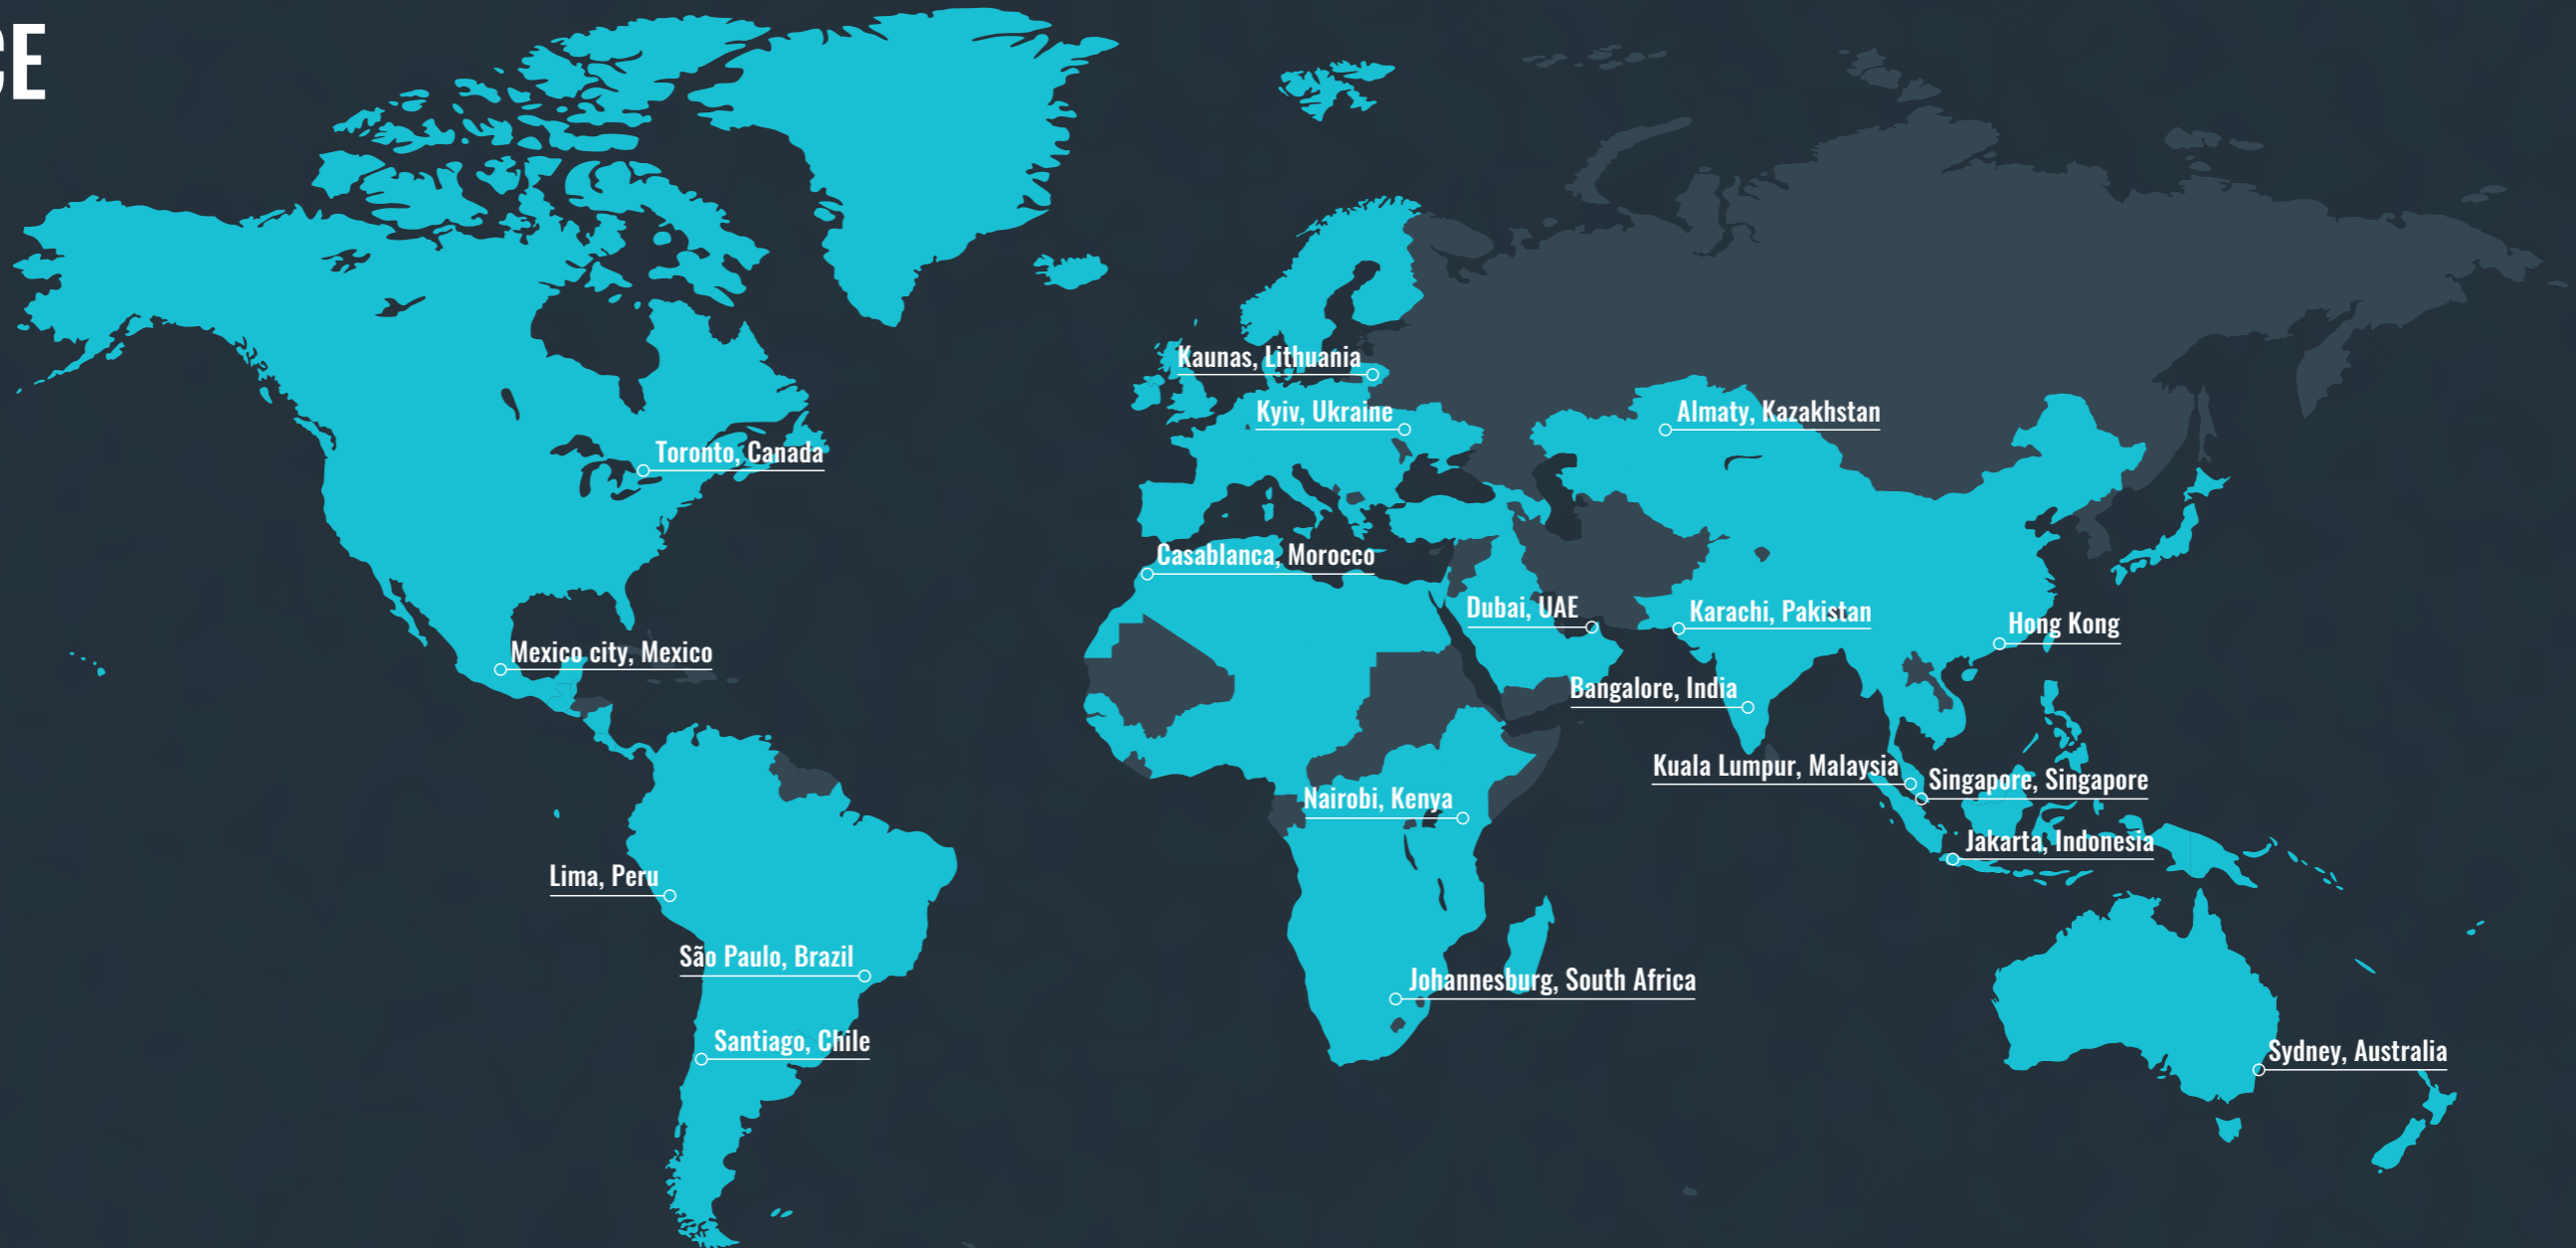 CE
Kaunas, Lithuania
Kyiv, Ukraine
Almaty, Kazakhstan
Toronto, Canada
Casablanca, Morocco
Dubai, UAE
Karachi, Pakistan
Hong Kong
Mexico city, Mexico
Bangalore, India
Kuala Lumpur, Malaysia
Singapore, Singapore
Nairobi, Kenya
Jakarta, Indonesia
Lima, Peru
São Paulo, Brazil
Johannesburg, South Africa
Santiago, Chile
Sydney, Australia